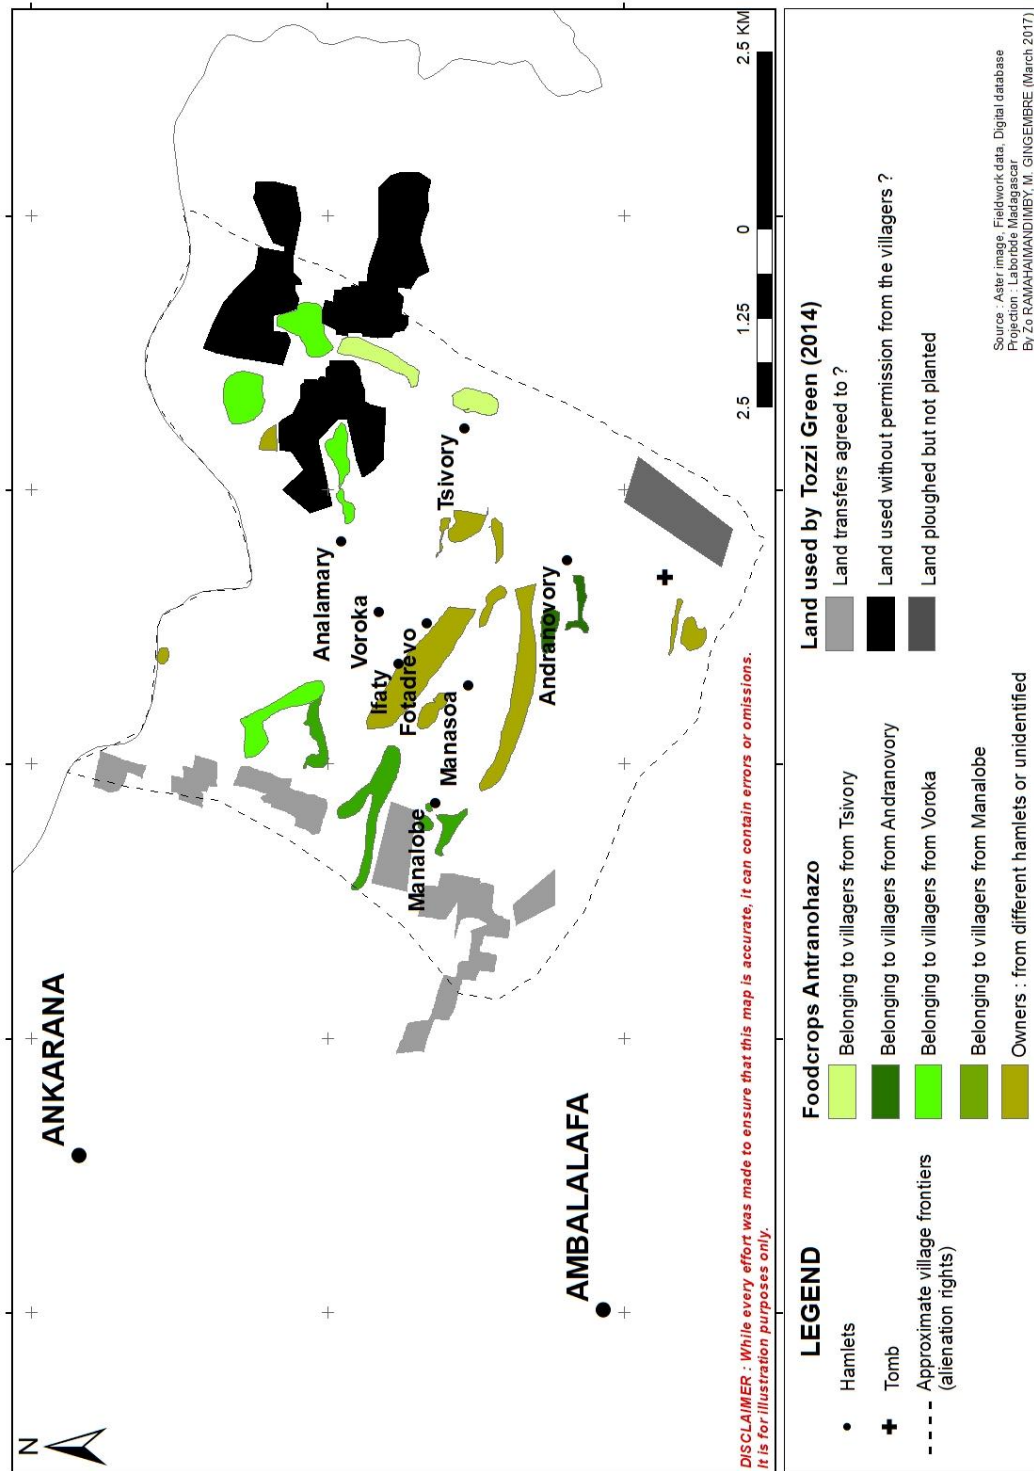 N
ANKARANA
AMBALALAFA
Analamary
Voroka
Ifaty
Fotadrevo
Manasoa
Manalobe
Tsivory
Andranovory
DISCLAIMER : While every effort was made to ensure that this map is accurate, it can contain errors or omissions.
It is for illustration purposes only.
2.5 1.25 0 2.5 KM
LEGEND
Hamlets
Tomb
Approximate village frontiers
(alienation rights)
Foodcrops Antranohazo
Belonging to villagers from Tsivory
Belonging to villagers from Andranovory
Belonging to villagers from Voroka
Belonging to villagers from Manalobe
Owners : from different hamlets or unidentified
Land used by Tozzi Green (2014)
Land transfers agreed to ?
Land used without permission from the villagers ?
Land ploughed but not planted
Source : Aster image, Fieldwork data, Digital database
Projection : Laborbde Madagascar
By Zo RAMAHAIMANDIMBY, M. GINGEMBRE (March 2017)